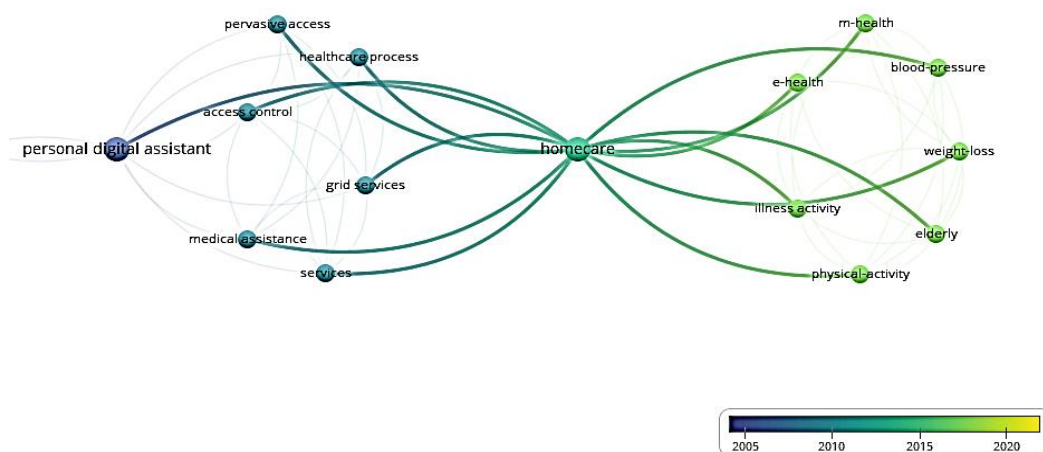 pervasive access
m-health
healthcare process
blood-pressure
e-health
access control
personal digital assistant
homecare
weight-loss
grid services
illness activity
medical assistance
elderly
services
physical-activity
2005
2010
2015
2020